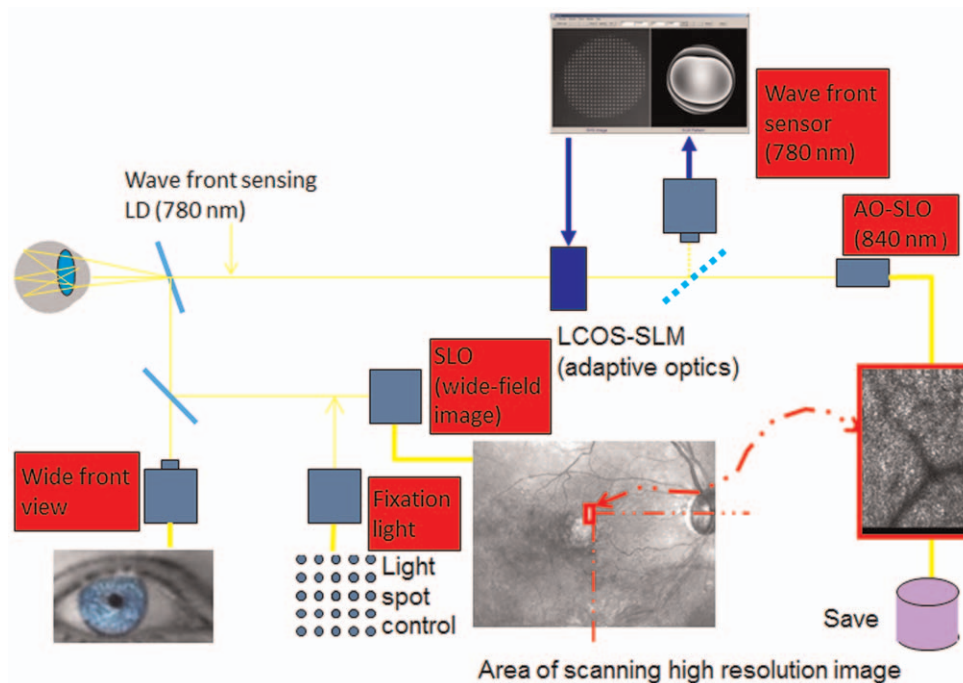 Wave front
sensor
(780 nm)
Wave front sensing
LD (780 nm)
AO-SLO
(840 nm)
LCOS-SLM
(adaptive optics)
SLO
(wide-field
image)
Wide front
view
Fixation
light
Light
spot
control
Save
Area of scanning high resolution image